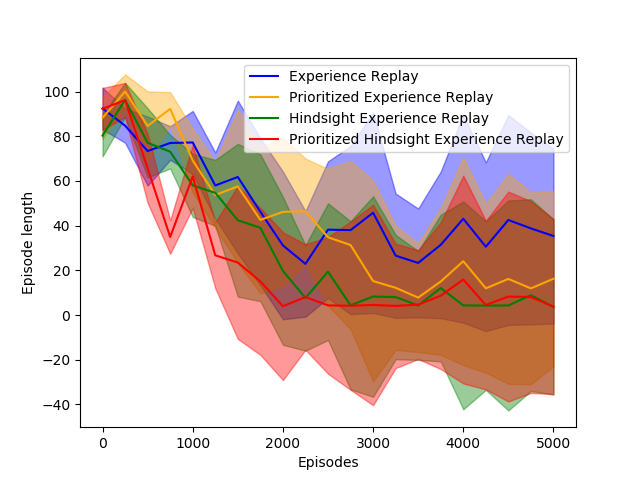 Experience Replay
Prioritized Experience Replay
Hindsight Experience Replay
Prioritized Hindsight Experience Replay
100
80
60
40
20
0
−20
−40
Episode length
0 1000 2000 3000 4000 5000
Episodes